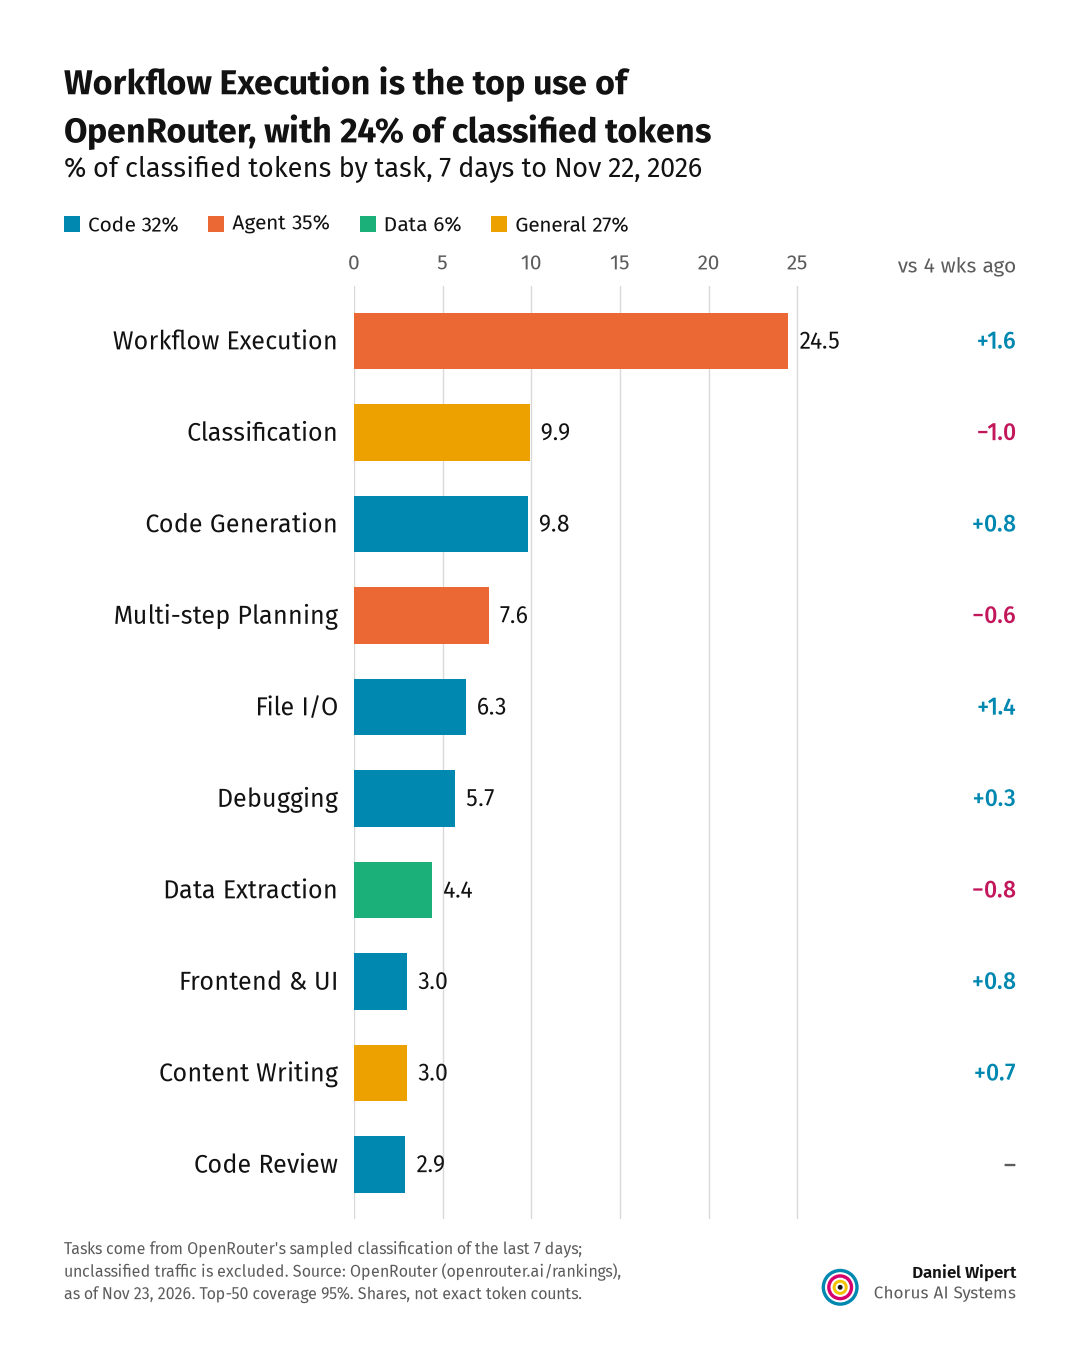 Workflow Execution is the top use of
OpenRouter, with 24% of classified tokens
% of classified tokens by task, 7 days to Nov 22, 2026
Code 32% Agent 35% Data 6% General 27%
0 5 10 15 20 25 vs 4 wks ago
Workflow Execution 24.5 +1.6
Classification 9.9 −1.0
Code Generation 9.8 +0.8
Multi-step Planning 7.6 −0.6
File I/O 6.3 +1.4
Debugging 5.7 +0.3
Data Extraction 4.4 −0.8
Frontend & UI 3.0 +0.8
Content Writing 3.0 +0.7
Code Review 2.9 –
Tasks come from OpenRouter's sampled classification of the last 7 days;
unclassified traffic is excluded. Source: OpenRouter (openrouter.ai/rankings),
as of Nov 23, 2026. Top-50 coverage 95%. Shares, not exact token counts.
Daniel Wipert
Chorus AI Systems